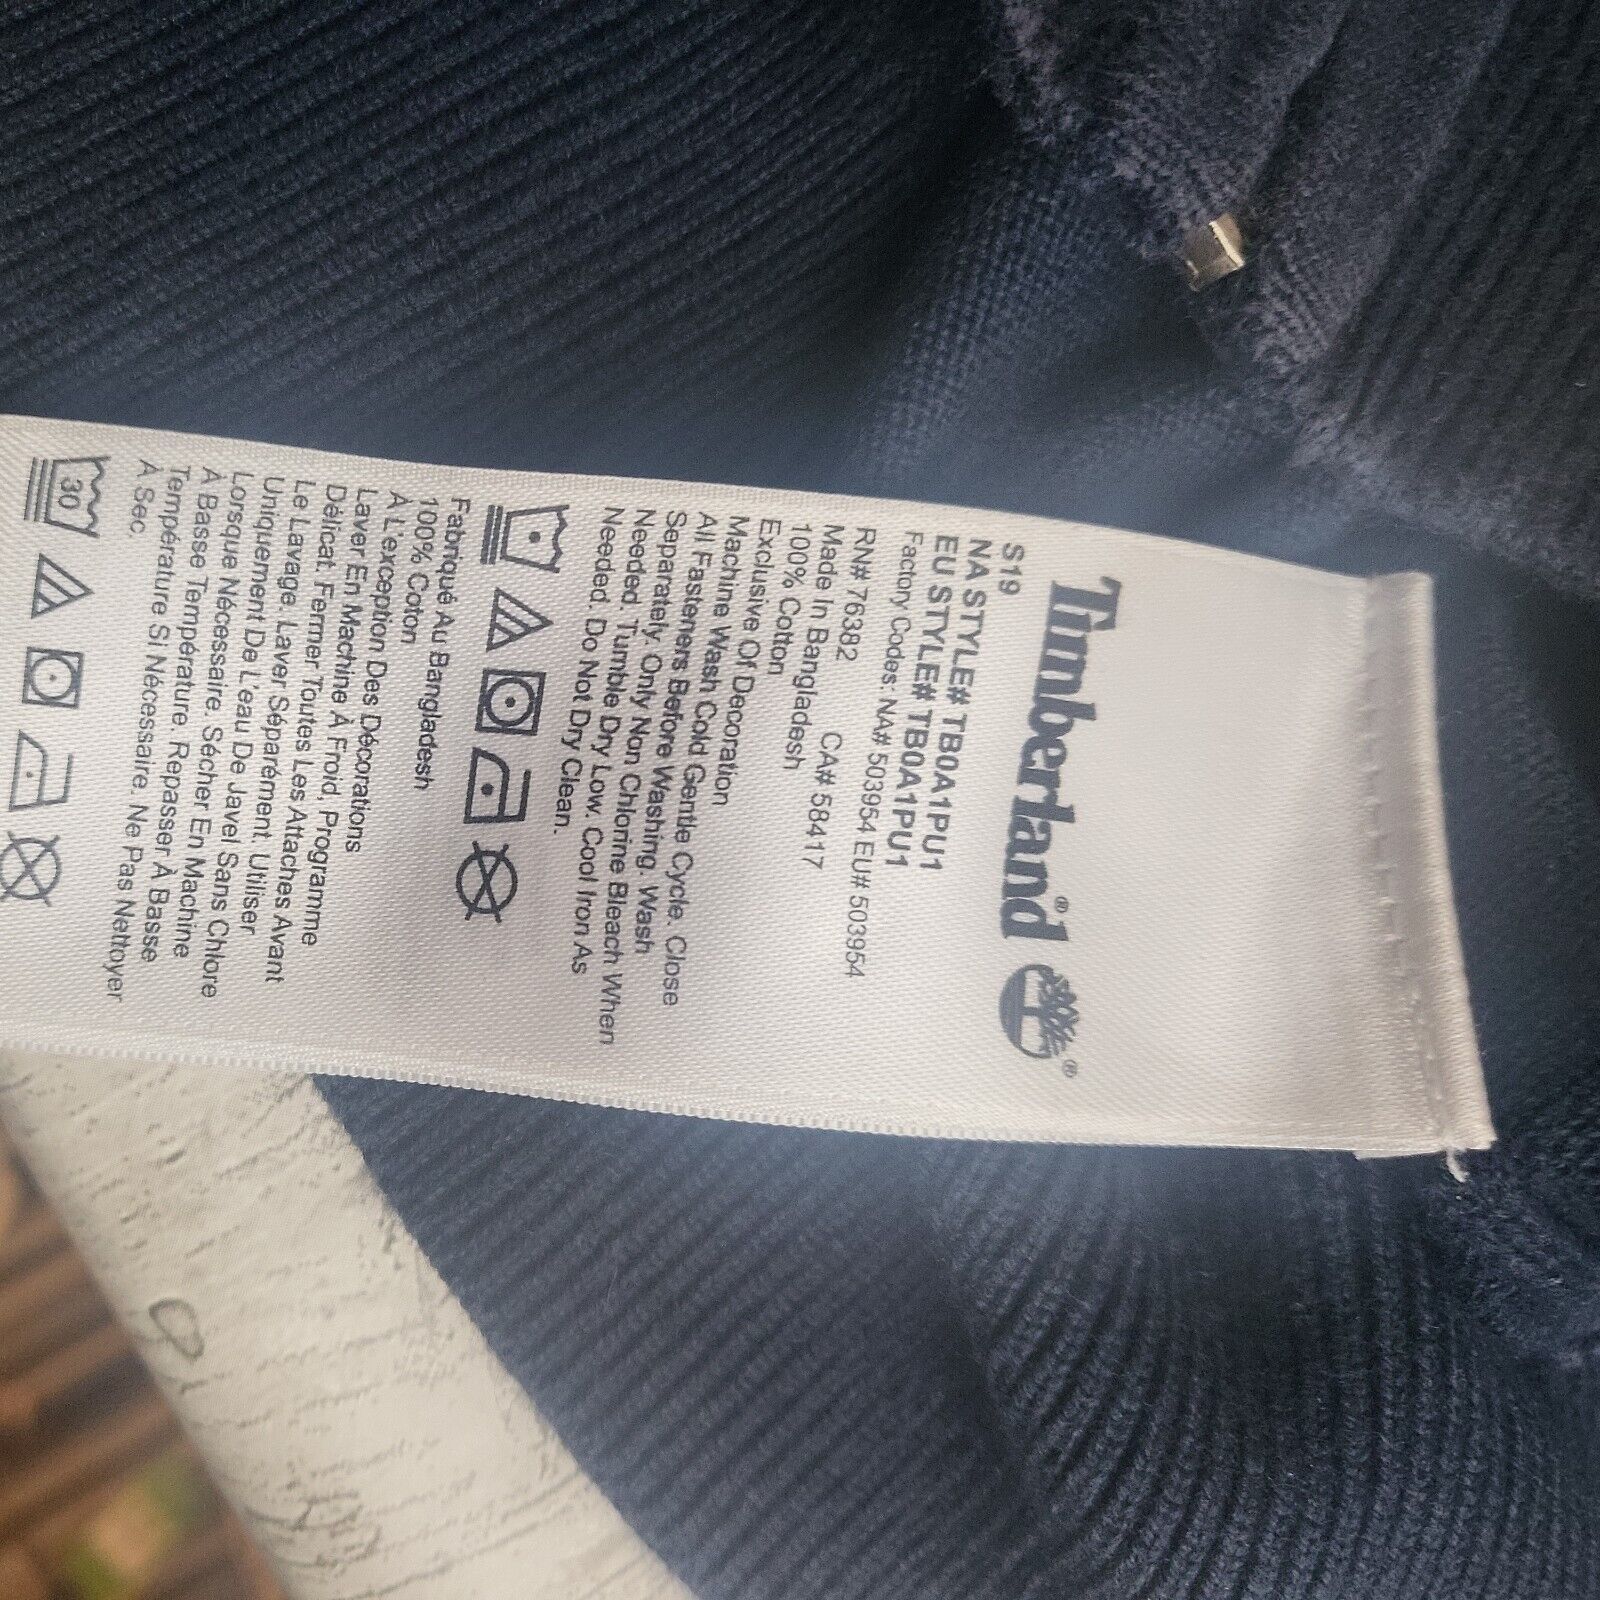 Timberland®
®
S19
NA STYLE# TB0A1PU1
EU STYLE# TB0A1PU1
Factory Codes: NA# 503954 EU# 503954
RN# 76382 CA# 58417
Made In Bangladesh
100% Cotton
Exclusive Of Decoration
Machine Wash Cold Gentle Cycle. Close
All Fasteners Before Washing. Wash
Separately. Only Non Chlorine Bleach When
Needed. Tumble Dry Low. Cool Iron As
Needed. Do Not Dry Clean.
Fabriqué Au Bangladesh
100% Coton
À L'exception Des Décorations
Laver En Machine À Froid, Programme
Délicat. Fermer Toutes Les Attaches Avant
Le Lavage. Laver Séparément. Utiliser
Uniquement De L'eau De Javel Sans Chlore
Lorsque Nécessaire. Sécher En Machine
À Basse Température. Repasser À Basse
Température Si Nécessaire. Ne Pas Nettoyer
À Sec.
30